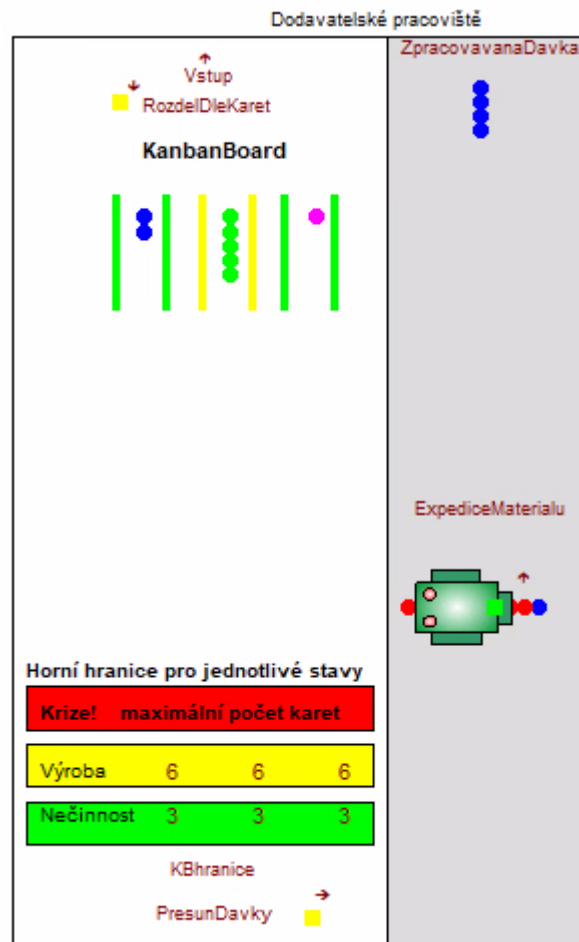 Dodavatelské pracoviště
ZpracovavanaDavka
Vstup
RozdelDleKaret
KanbanBoard
ExpediceMaterialu
Horní hranice pro jednotlivé stavy
Krize! maximální počet karet
Výroba 6 6 6
Nečinnost 3 3 3
KBhranice
PresunDavky